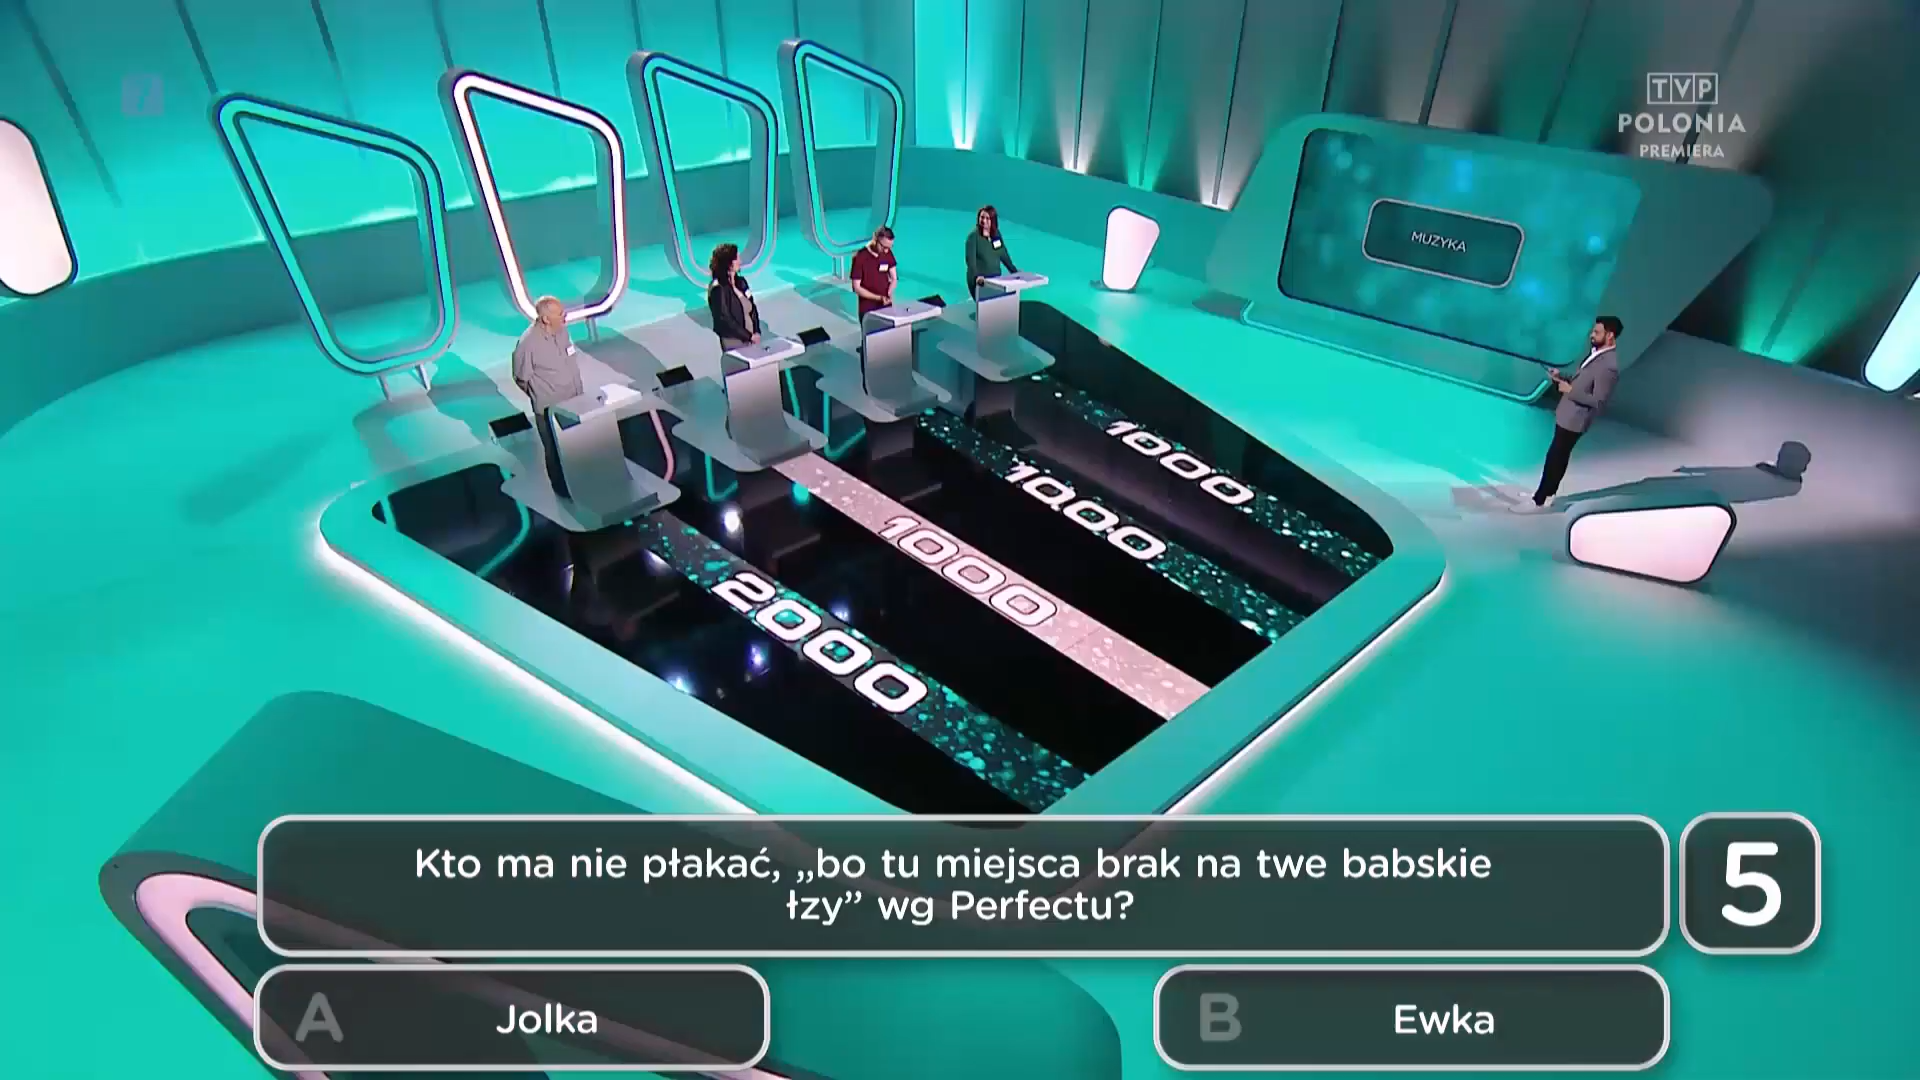 7
TVP
POLONIA
PREMIERA
MUZYKA
1000
1000
1000
2000
Kto ma nie płakać, „bo tu miejsca brak na twe babskie
łzy” wg Perfectu?
5
A Jolka
B Ewka